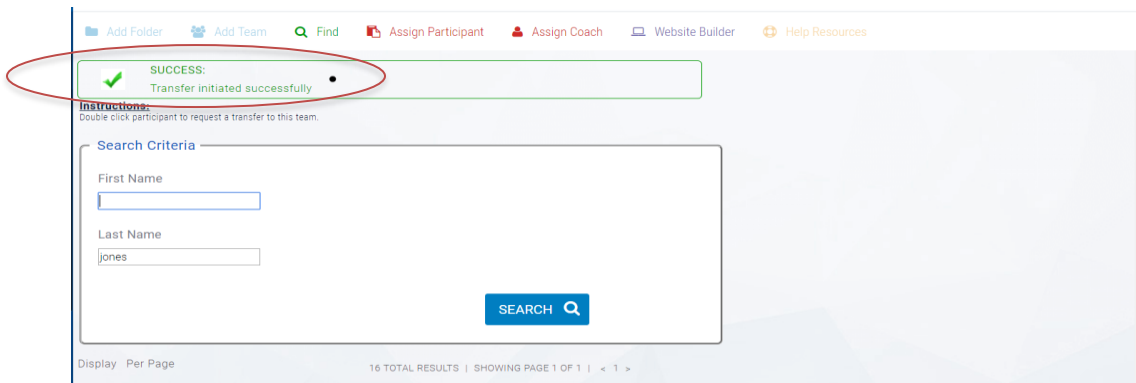 Add Folder Add Team Find Assign Participant Assign Coach Website Builder Help Resources
SUCCESS:
Transfer initiated successfully
Instructions:
Double click participant to request a transfer to this team.
Search Criteria
First Name
Last Name
jones
SEARCH
Display Per Page 16 TOTAL RESULTS | SHOWING PAGE 1 OF 1 | < 1 >